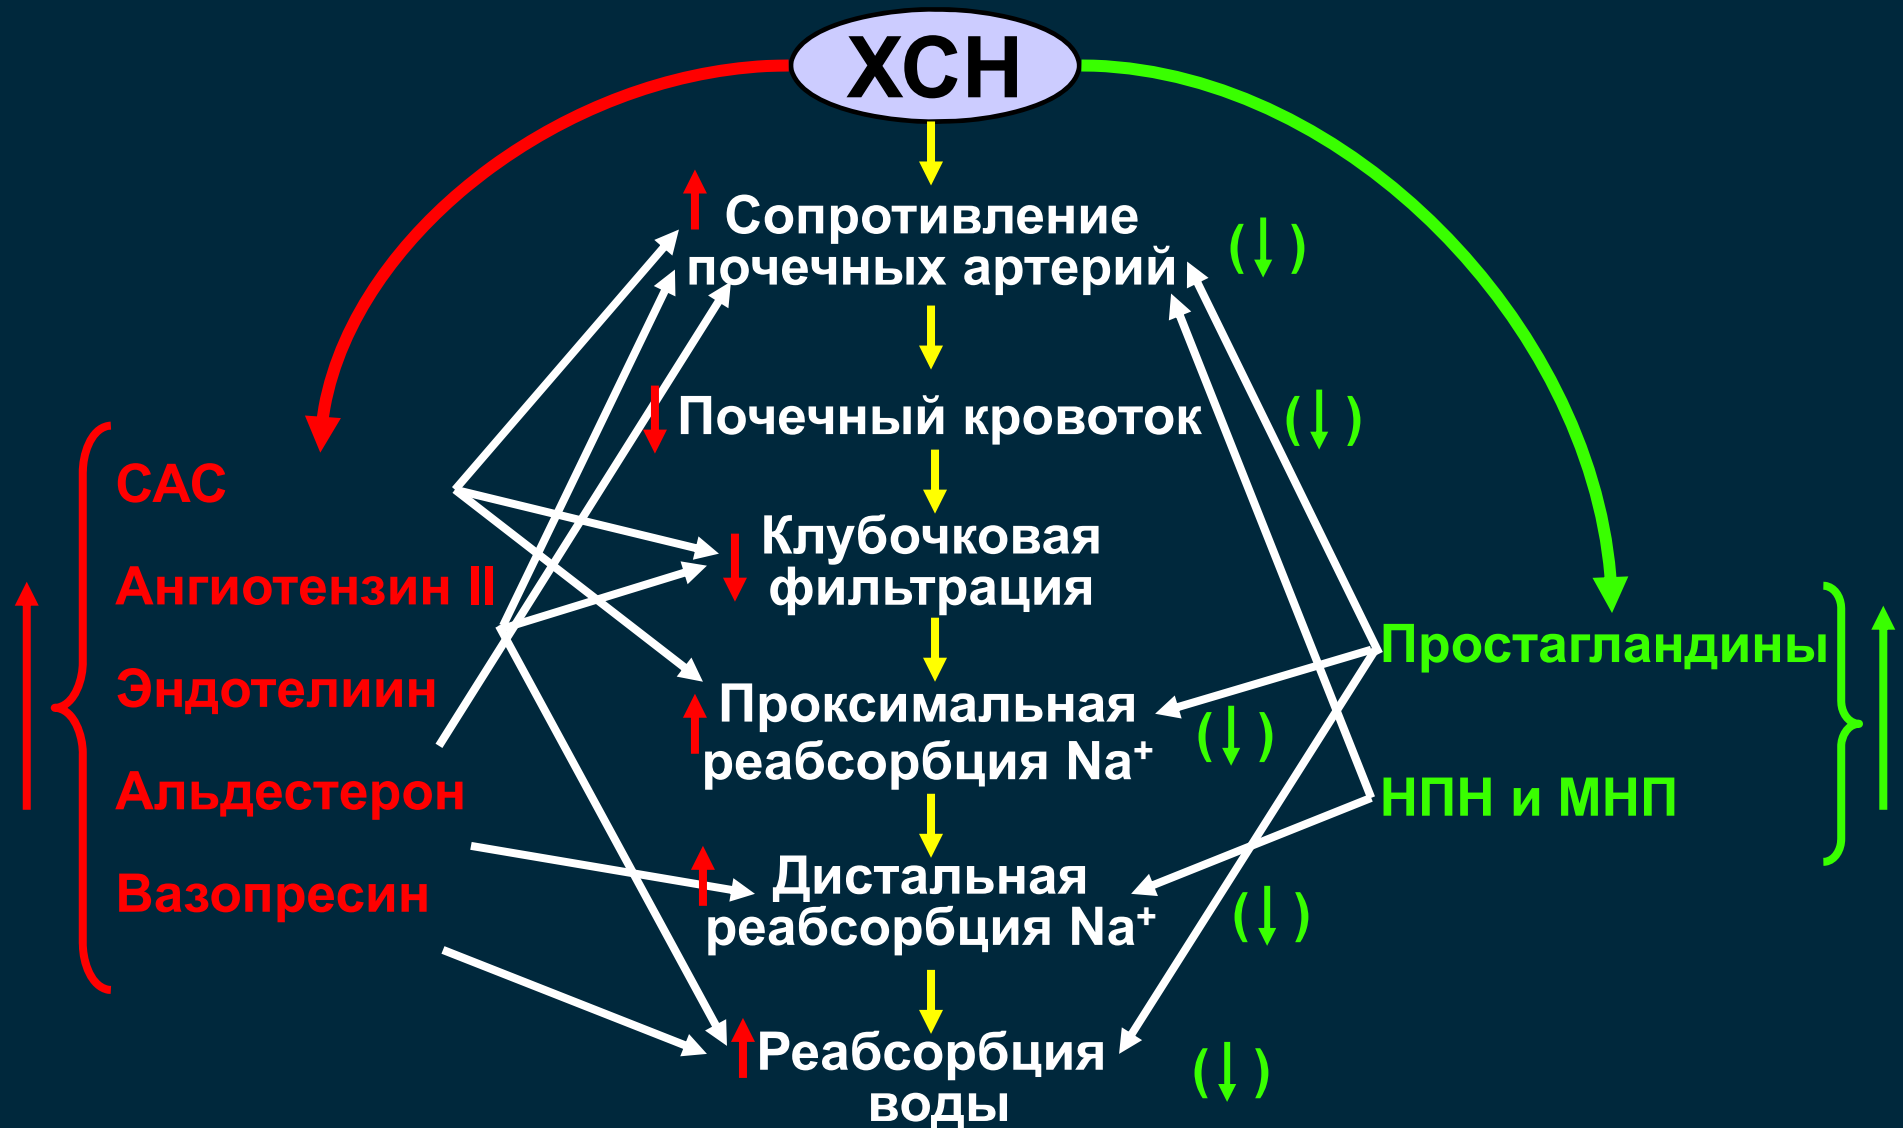 ХСН
Сопротивление
почечных артерий
(↓)
Почечный кровоток
(↓)
Клубочковая
фильтрация
Проксимальная
реабсорбция Na⁺
(↓)
Дистальная
реабсорбция Na⁺
(↓)
Реабсорбция
воды
(↓)
САС
Ангиотензин II
Эндотелиин
Альдестерон
Вазопресин
Простагландины
НПН и МНП